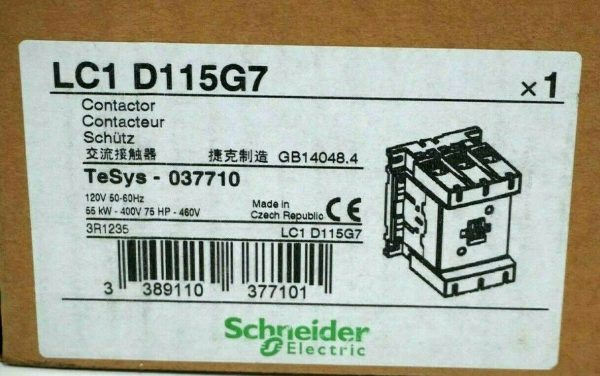 LC1 D115G7 ×1
Contactor
Contacteur
Schütz
交流接触器 捷克制造 GB14048.4
TeSys - 037710
120V 50-60Hz
55 kW - 400V 75 HP - 460V
Made in
Czech Republic CE
3R1235 LC1 D115G7
3 389110 377101
Schneider
Electric